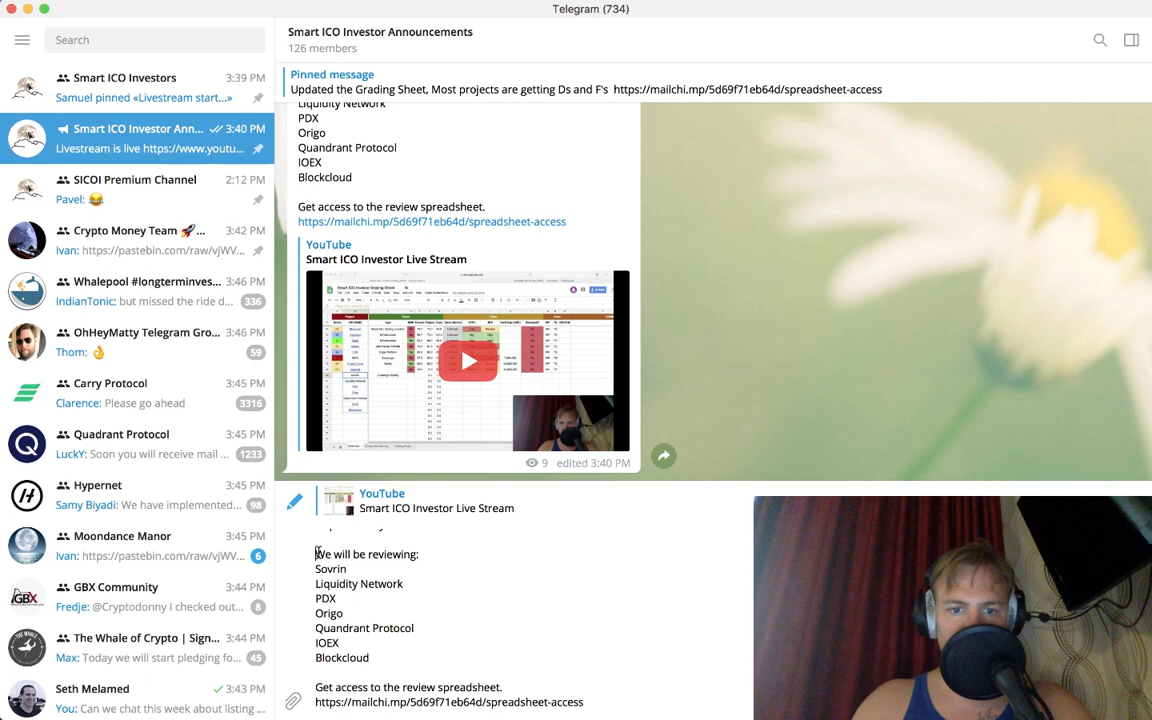 Telegram (734)
Search
Smart ICO Investors 3:39 PM
Samuel pinned «Livestream start...»
Smart ICO Investor Ann... 3:40 PM
Livestream is live https://www.youtu...
SICOI Premium Channel 2:12 PM
Pavel: 😂
Crypto Money Team 🚀... 3:42 PM
Ivan: https://pastebin.com/raw/vjWV...
Whalepool #longterminves... 3:46 PM
IndianTonic: but missed the ride d... 336
OhHeyMatty Telegram Gro... 3:46 PM
Thom: 👌 59
Carry Protocol 3:45 PM
Clarence: Please go ahead 3316
Quadrant Protocol 3:45 PM
LuckY: Soon you will receive mail ... 1233
Hypernet 3:45 PM
Samy Biyadi: We have implemented... 98
Moondance Manor 3:45 PM
Ivan: https://pastebin.com/raw/vjWV... 6
GBX Community 3:44 PM
Fredje: @Cryptodonny I checked out... 8
The Whale of Crypto | Sign... 3:44 PM
Max: Today we will start pledging fo... 45
Seth Melamed 3:43 PM
You: Can we chat this week about listing ...
Smart ICO Investor Announcements
126 members
Pinned message
Updated the Grading Sheet, Most projects are getting Ds and F's https://mailchi.mp/5d69f71eb64d/spreadsheet-access
Liquidity Network
PDX
Origo
Quandrant Protocol
IOEX
Blockcloud
Get access to the review spreadsheet.
https://mailchi.mp/5d69f71eb64d/spreadsheet-access
YouTube
Smart ICO Investor Live Stream
9 edited 3:40 PM
YouTube
Smart ICO Investor Live Stream
We will be reviewing:
Sovrin
Liquidity Network
PDX
Origo
Quandrant Protocol
IOEX
Blockcloud
Get access to the review spreadsheet.
https://mailchi.mp/5d69f71eb64d/spreadsheet-access